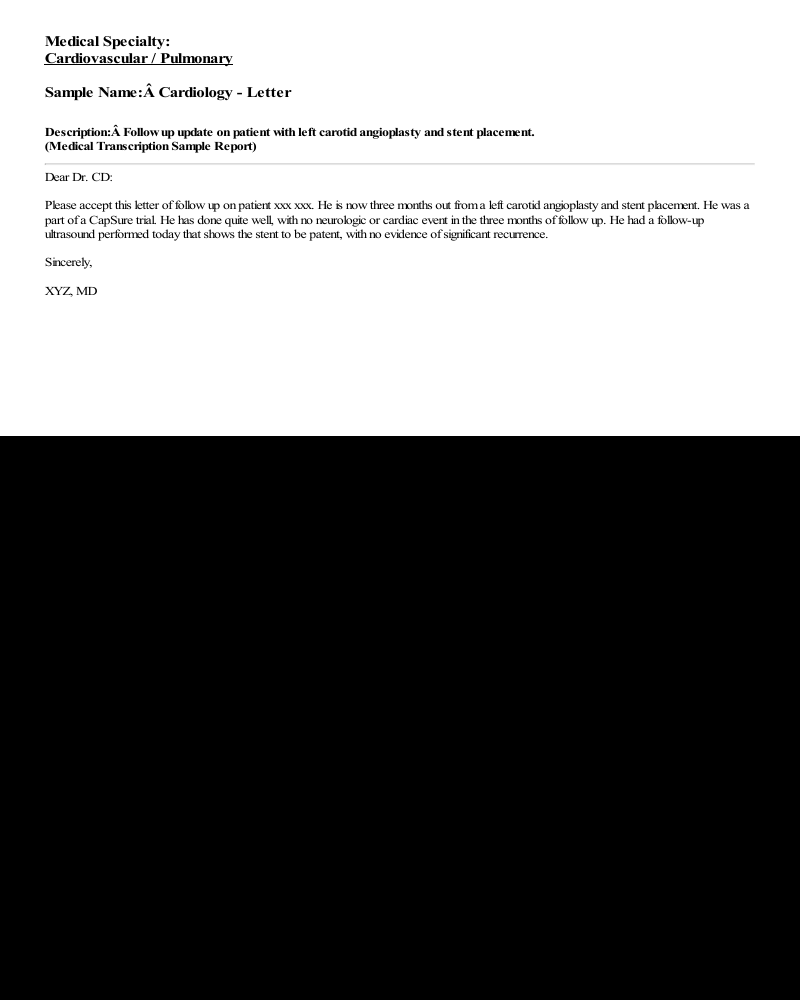 Medical Specialty:
Cardiovascular / Pulmonary
Sample Name:Â Cardiology - Letter
Description:Â Follow up update on patient with left carotid angioplasty and stent placement.
(Medical Transcription Sample Report)
Dear Dr. CD:
Please accept this letter of follow up on patient xxx xxx. He is now three months out from a left carotid angioplasty and stent placement. He was a
part of a CapSure trial. He has done quite well, with no neurologic or cardiac event in the three months of follow up. He had a follow-up
ultrasound performed today that shows the stent to be patent, with no evidence of significant recurrence.
Sincerely,
XYZ, MD